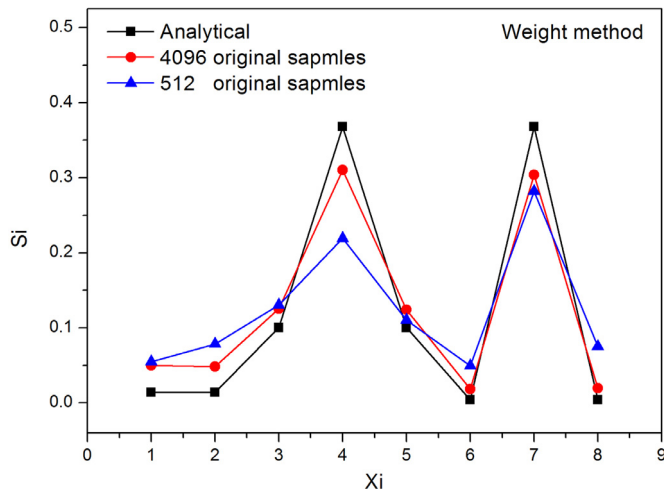 0.5
0.4
0.3
0.2
0.1
0.0
Si
Analytical
4096 original sapmles
512 original sapmles
Weight method
0 1 2 3 4 5 6 7 8 9
Xi